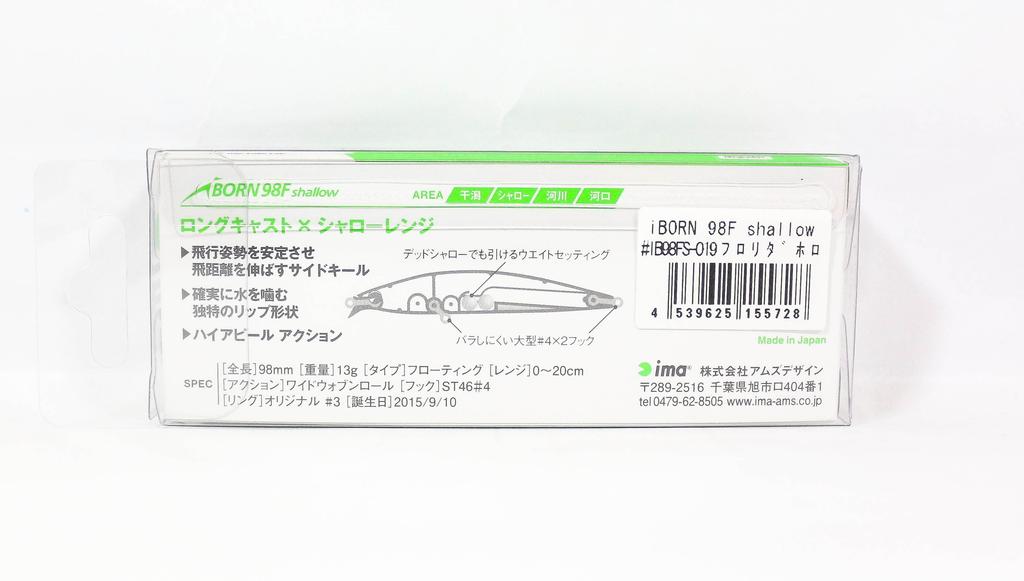 iBORN 98F shallow
AREA 干潟 シャロー 河川 河口
ロングキャスト×シャローレンジ
▶飛行姿勢を安定させ
飛距離を伸ばすサイドキール
▶確実に水を噛む
独特のリップ形状
▶ハイアピール アクション
デッドシャローでも引けるウエイトセッティング
バラしにくい大型#4×2フック
iBORN 98F shallow
#IB98FS-019フロリダホロ
4 539625 155728
Made in Japan
SPEC
[全長]98mm [重量]13g [タイプ]フローティング [レンジ]0〜20cm
[アクション]ワイドウォブンロール [フック]ST46#4
[リング]オリジナル #3 [誕生日]2015/9/10
ima® 株式会社アムズデザイン
〒289-2516 千葉県旭市ロ404番1
tel 0479-62-8505 www.ima-ams.co.jp